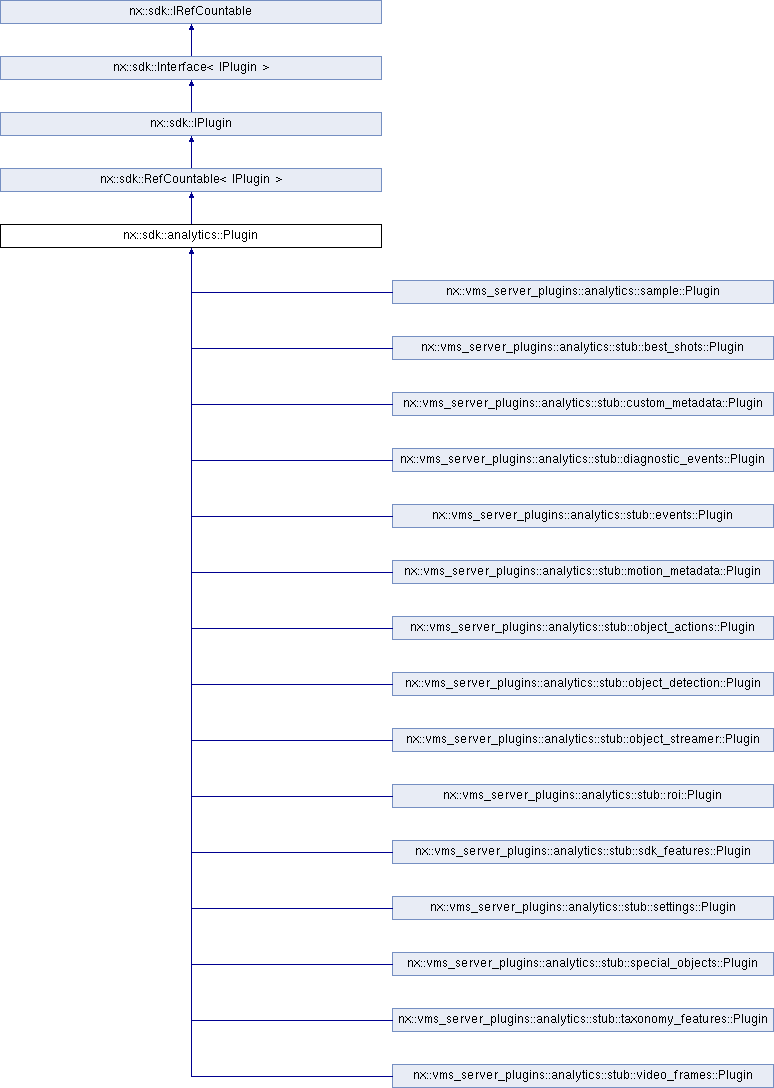 nx::sdk::IRefCountable
nx::sdk::Interface< IPlugin >
nx::sdk::IPlugin
nx::sdk::RefCountable< IPlugin >
nx::sdk::analytics::Plugin
nx::vms_server_plugins::analytics::sample::Plugin
nx::vms_server_plugins::analytics::stub::best_shots::Plugin
nx::vms_server_plugins::analytics::stub::custom_metadata::Plugin
nx::vms_server_plugins::analytics::stub::diagnostic_events::Plugin
nx::vms_server_plugins::analytics::stub::events::Plugin
nx::vms_server_plugins::analytics::stub::motion_metadata::Plugin
nx::vms_server_plugins::analytics::stub::object_actions::Plugin
nx::vms_server_plugins::analytics::stub::object_detection::Plugin
nx::vms_server_plugins::analytics::stub::object_streamer::Plugin
nx::vms_server_plugins::analytics::stub::roi::Plugin
nx::vms_server_plugins::analytics::stub::sdk_features::Plugin
nx::vms_server_plugins::analytics::stub::settings::Plugin
nx::vms_server_plugins::analytics::stub::special_objects::Plugin
nx::vms_server_plugins::analytics::stub::taxonomy_features::Plugin
nx::vms_server_plugins::analytics::stub::video_frames::Plugin